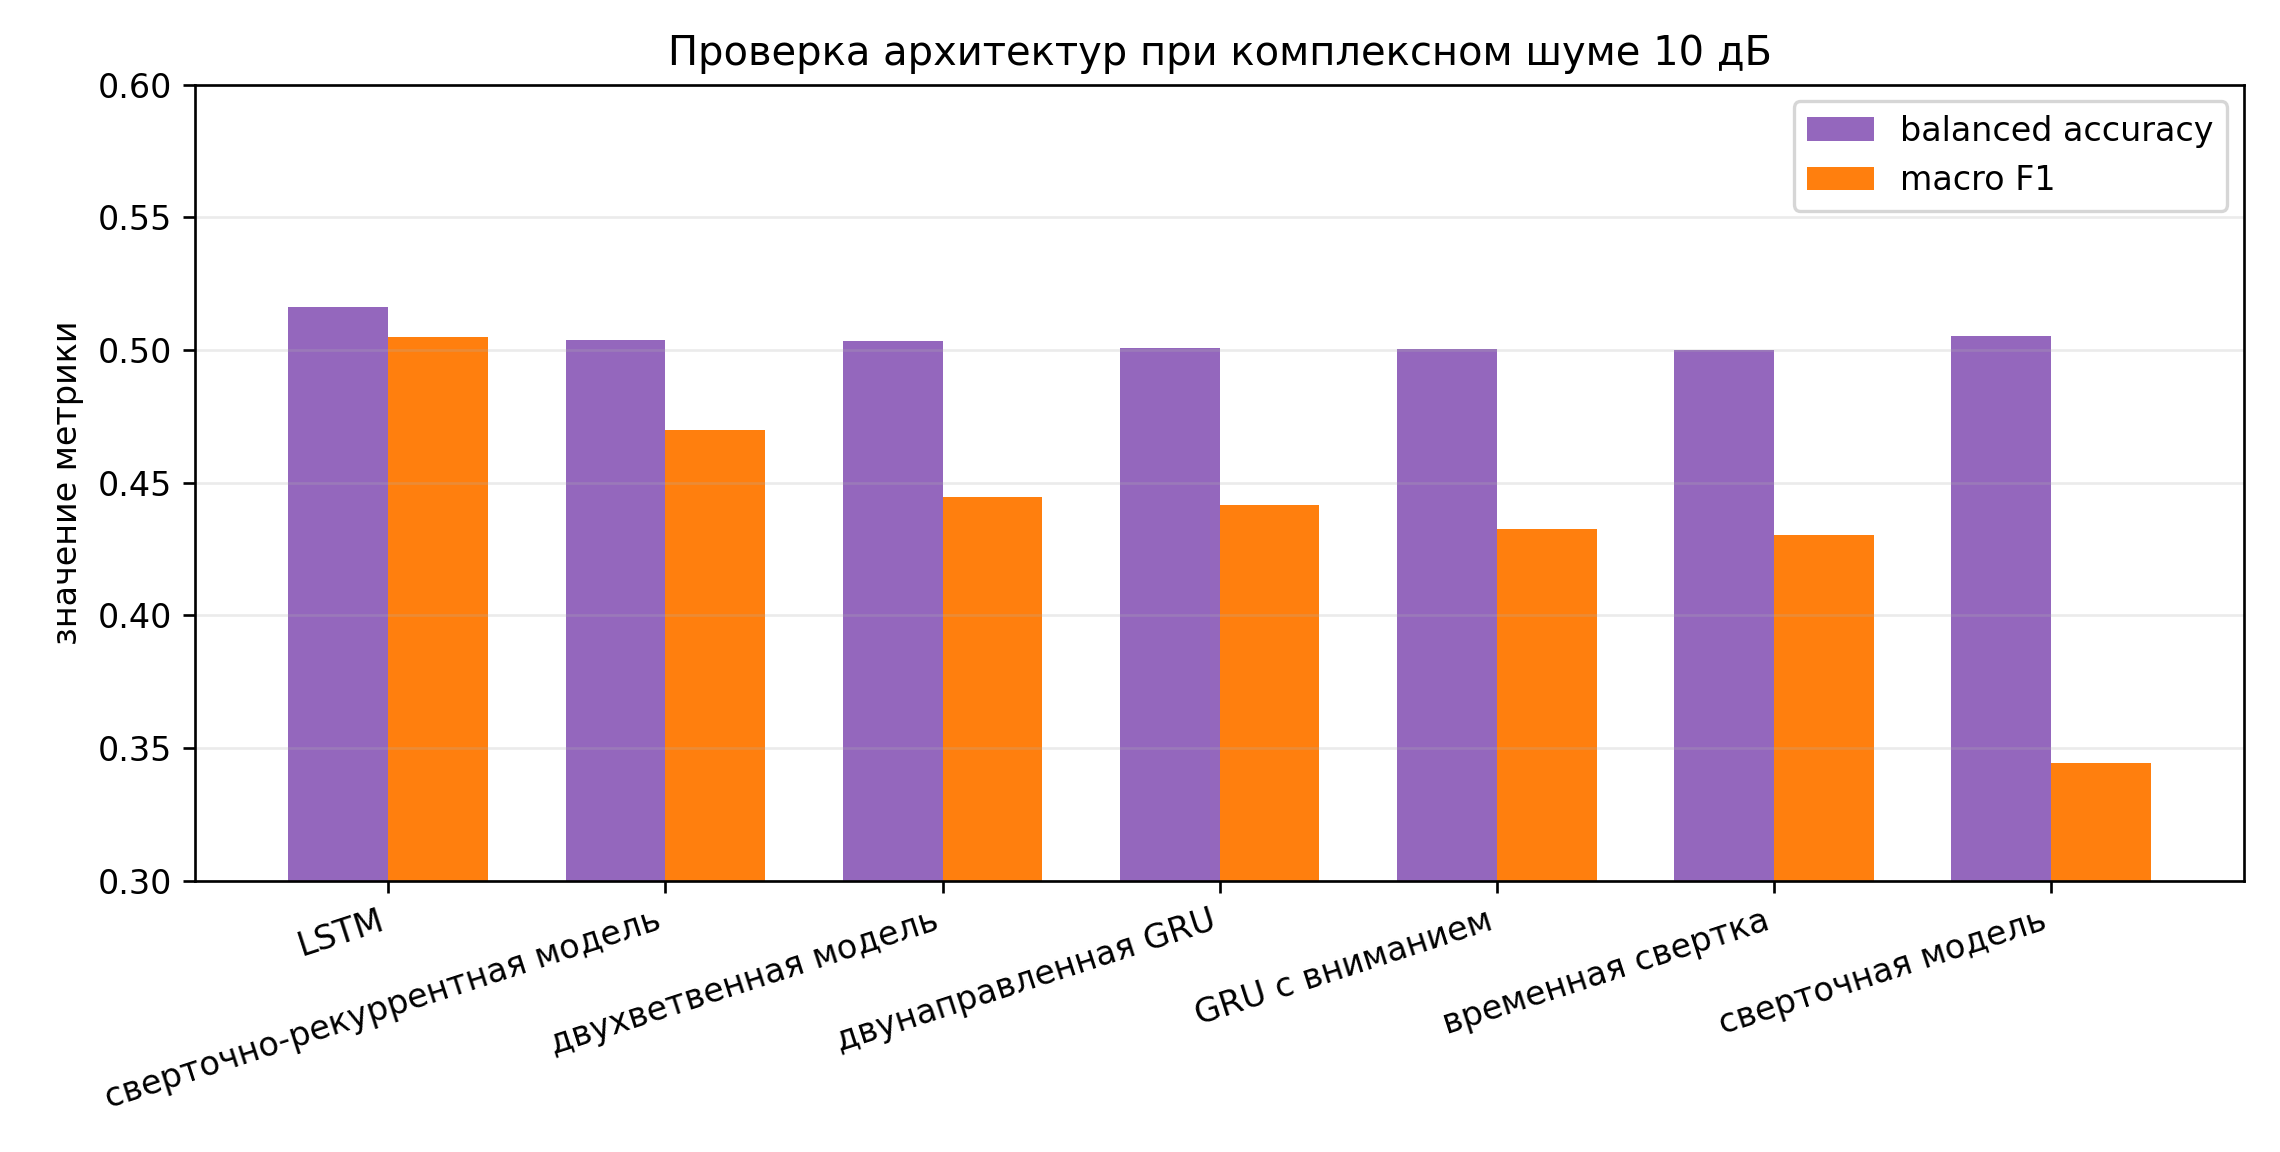 Проверка архитектур при комплексном шуме 10 дБ
balanced accuracy
macro F1
значение метрики
0.60
0.55
0.50
0.45
0.40
0.35
0.30
LSTM
сверточно-рекуррентная модель
двухветвенная модель
двунаправленная GRU
GRU с вниманием
временная свертка
сверточная модель